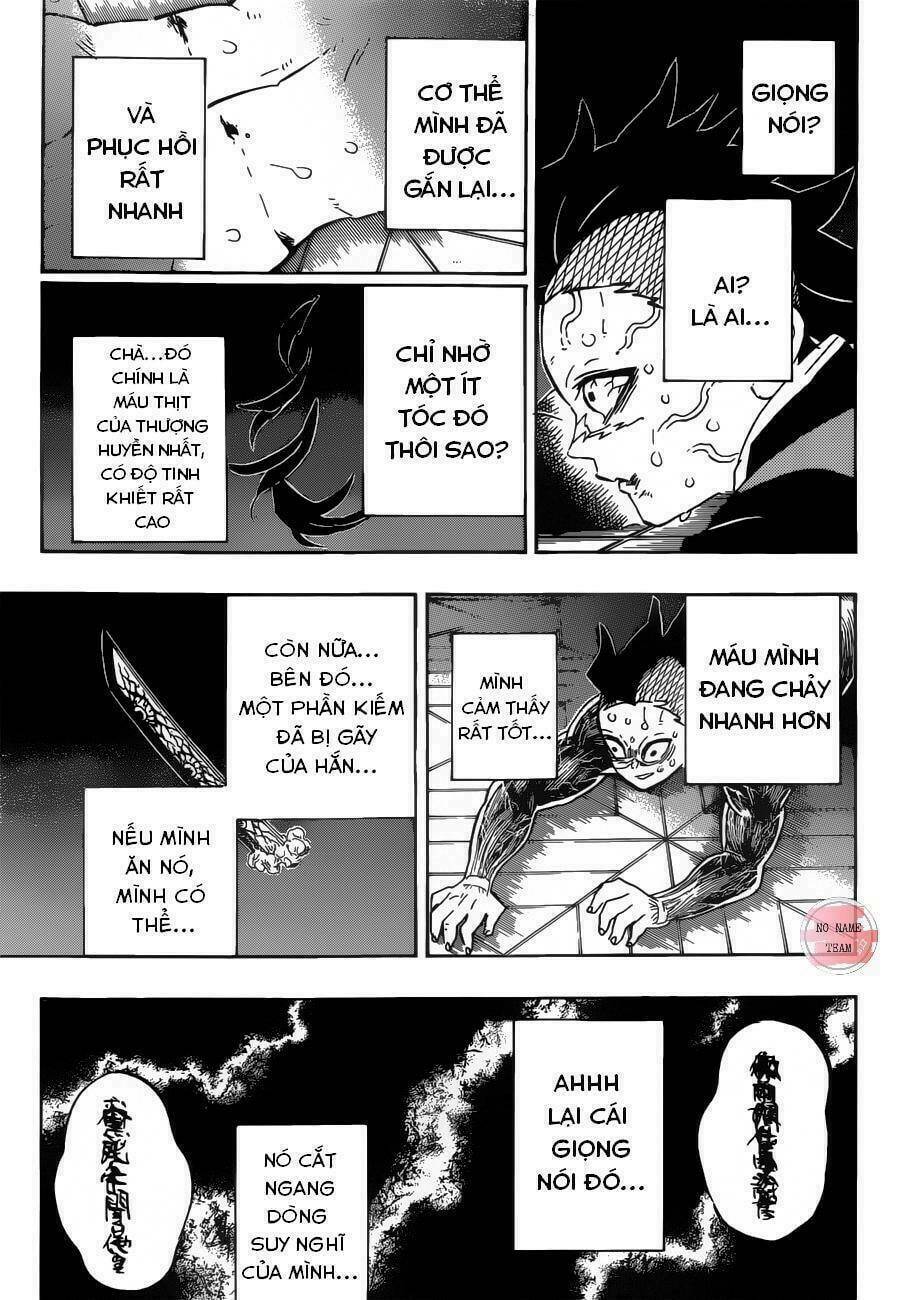 GIỌNG
NÓI?
AI?
LÀ AI...
CƠ THỂ
MÌNH ĐÃ
ĐƯỢC
GẮN LẠI...
VÀ
PHỤC HỒI
RẤT
NHANH
CHỈ NHỜ
MỘT ÍT
TÓC ĐÓ
THÔI SAO?
CHÀ...ĐÓ
CHÍNH LÀ
MÁU THỊT
CỦA THƯỢNG
HUYỀN NHẤT,
CÓ ĐỘ TINH
KHIẾT RẤT
CAO
MÁU MÌNH
ĐANG CHẢY
NHANH HƠN
MÌNH
CẢM THẤY
RẤT TỐT...
CÒN NỮA...
BÊN ĐÓ...
MỘT PHẦN KIẾM
ĐÃ BỊ GÃY
CỦA HẮN...
NẾU MÌNH
ĂN NÓ,
MÌNH CÓ
THỂ...
NO NAME
TEAM
AHHH
LẠI CÁI
GIỌNG
NÓI ĐÓ...
NÓ CẮT
NGANG
DÒNG
SUY NGHĨ
CỦA MÌNH...